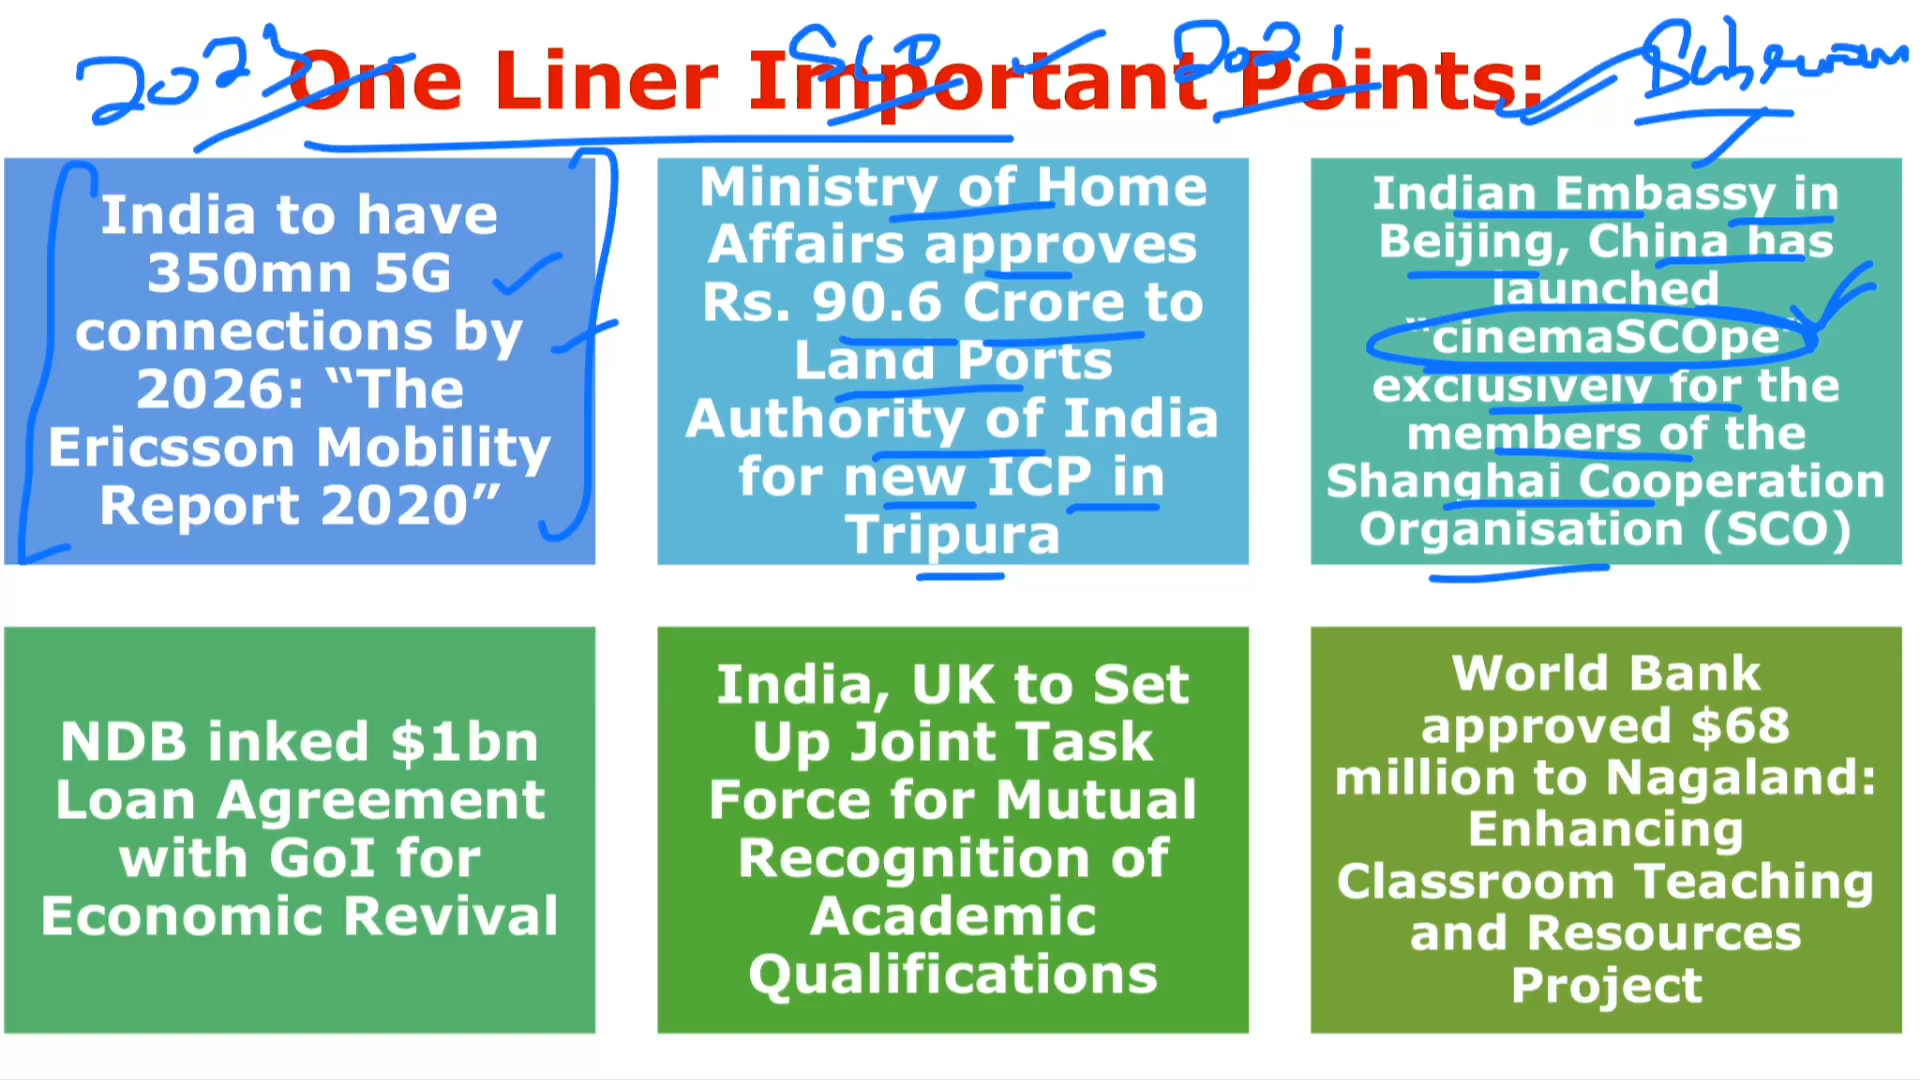 2023 SCO 2021
One Liner Important Points:
India to have
350mn 5G
connections by
2026: “The
Ericsson Mobility
Report 2020”
Ministry of Home
Affairs approves
Rs. 90.6 Crore to
Land Ports
Authority of India
for new ICP in
Tripura
Indian Embassy in
Beijing, China has
launched
“cinemaSCOpe”
exclusively for the
members of the
Shanghai Cooperation
Organisation (SCO)
NDB inked $1bn
Loan Agreement
with GoI for
Economic Revival
India, UK to Set
Up Joint Task
Force for Mutual
Recognition of
Academic
Qualifications
World Bank
approved $68
million to Nagaland:
Enhancing
Classroom Teaching
and Resources
Project